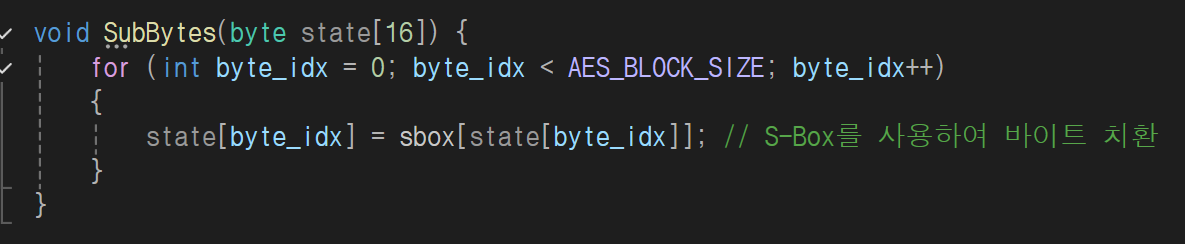 void SubBytes(byte state[16]) {
for (int byte_idx = 0; byte_idx < AES_BLOCK_SIZE; byte_idx++)
{
state[byte_idx] = sbox[state[byte_idx]]; // S-Box를 사용하여 바이트 치환
}
}